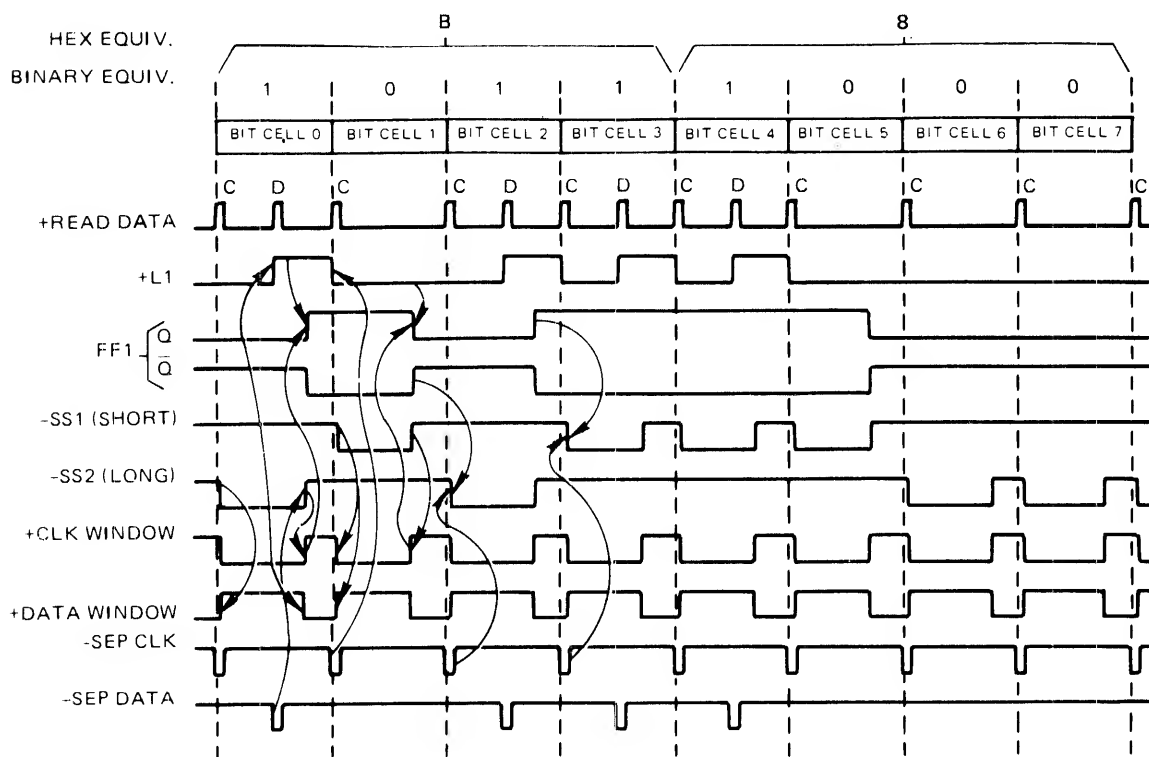 B 8
HEX EQUIV.
BINARY EQUIV.
1 0 1 1 1 0 0 0
BIT CELL 0 BIT CELL 1 BIT CELL 2 BIT CELL 3 BIT CELL 4 BIT CELL 5 BIT CELL 6 BIT CELL 7
C D C C D C D C D C C C C
+READ DATA
+L1
Q
FF1
Q̅
-SS1 (SHORT)
-SS2 (LONG)
+CLK WINDOW
+DATA WINDOW
-SEP CLK
-SEP DATA